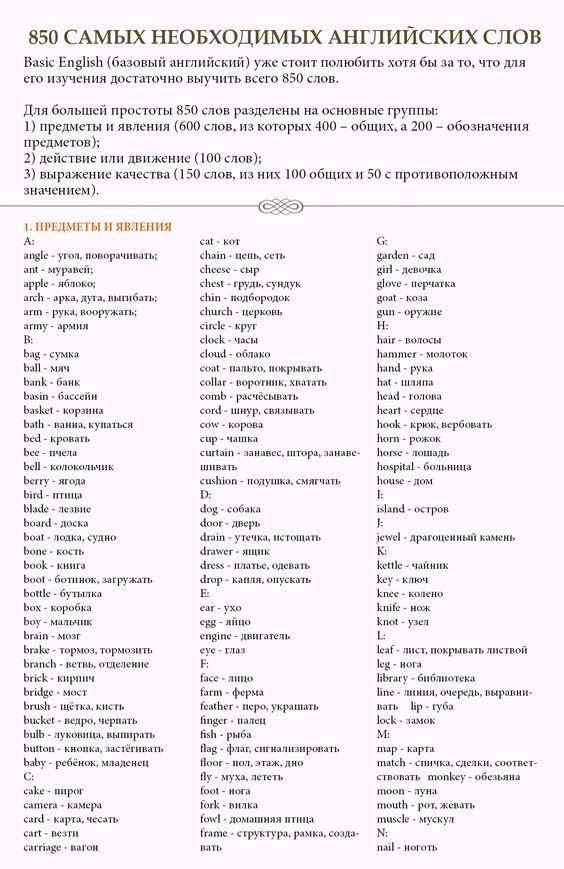 850 САМЫХ НЕОБХОДИМЫХ АНГЛИЙСКИХ СЛОВ
Basic English (базовый английский) уже стоит полюбить хотя бы за то, что для
его изучения достаточно выучить всего 850 слов.
Для большей простоты 850 слов разделены на основные группы:
1) предметы и явления (600 слов, из которых 400 – общих, а 200 – обозначения
предметов);
2) действие или движение (100 слов);
3) выражение качества (150 слов, из них 100 общих и 50 с противоположным
значением).
1. ПРЕДМЕТЫ И ЯВЛЕНИЯ
A:
angle - угол, поворачивать;
ant - муравей;
apple - яблоко;
arch - арка, дуга, выгибать;
arm - рука, вооружать;
army - армия
B:
bag - сумка
ball - мяч
bank - банк
basin - бассейн
basket - корзина
bath - ванна, купаться
bed - кровать
bee - пчела
bell - колокольчик
berry - ягода
bird - птица
blade - лезвие
board - доска
boat - лодка, судно
bone - кость
book - книга
boot - ботинок, загружать
bottle - бутылка
box - коробка
boy - мальчик
brain - мозг
brake - тормоз, тормозить
branch - ветвь, отделение
brick - кирпич
bridge - мост
brush - щётка, кисть
bucket - ведро, черпать
bulb - луковица, выпирать
button - кнопка, застёгивать
baby - ребёнок, младенец
C:
cake - пирог
camera - камера
card - карта, чесать
cart - везти
carriage - вагон
cat - кот
chain - цепь, сеть
cheese - сыр
chest - грудь, сундук
chin - подбородок
church - церковь
circle - круг
clock - часы
cloud - облако
coat - пальто, покрывать
collar - воротник, хватать
comb - расчёсывать
cord - шнур, связывать
cow - корова
cup - чашка
curtain - занавес, штора, занаве-
шивать
cushion - подушка, смягчать
D:
dog - собака
door - дверь
drain - утечка, истощать
drawer - ящик
dress - платье, одевать
drop - капля, опускать
E:
ear - ухо
egg - яйцо
engine - двигатель
eye - глаз
F:
face - лицо
farm - ферма
feather - перо, украшать
finger - палец
fish - рыба
flag - флаг, сигнализировать
floor - пол, этаж, дно
fly - муха, лететь
foot - нога
fork - вилка
fowl - домашняя птица
frame - структура, рамка, созда-
вать
G:
garden - сад
girl - девочка
glove - перчатка
goat - коза
gun - оружие
H:
hair - волосы
hammer - молоток
hand - рука
hat - шляпа
head - голова
heart - сердце
hook - крюк, вербовать
horn - рожок
horse - лошадь
hospital - больница
house - дом
I:
island - остров
J:
jewel - драгоценный камень
K:
kettle - чайник
key - ключ
knee - колено
knife - нож
knot - узел
L:
leaf - лист, покрывать листвой
leg - нога
library - библиотека
line - линия, очередь, выравни-
вать lip - губа
lock - замок
M:
map - карта
match - спичка, сделки, соответ-
ствовать monkey - обезьяна
moon - луна
mouth - рот, жевать
muscle - мускул
N:
nail - ноготь